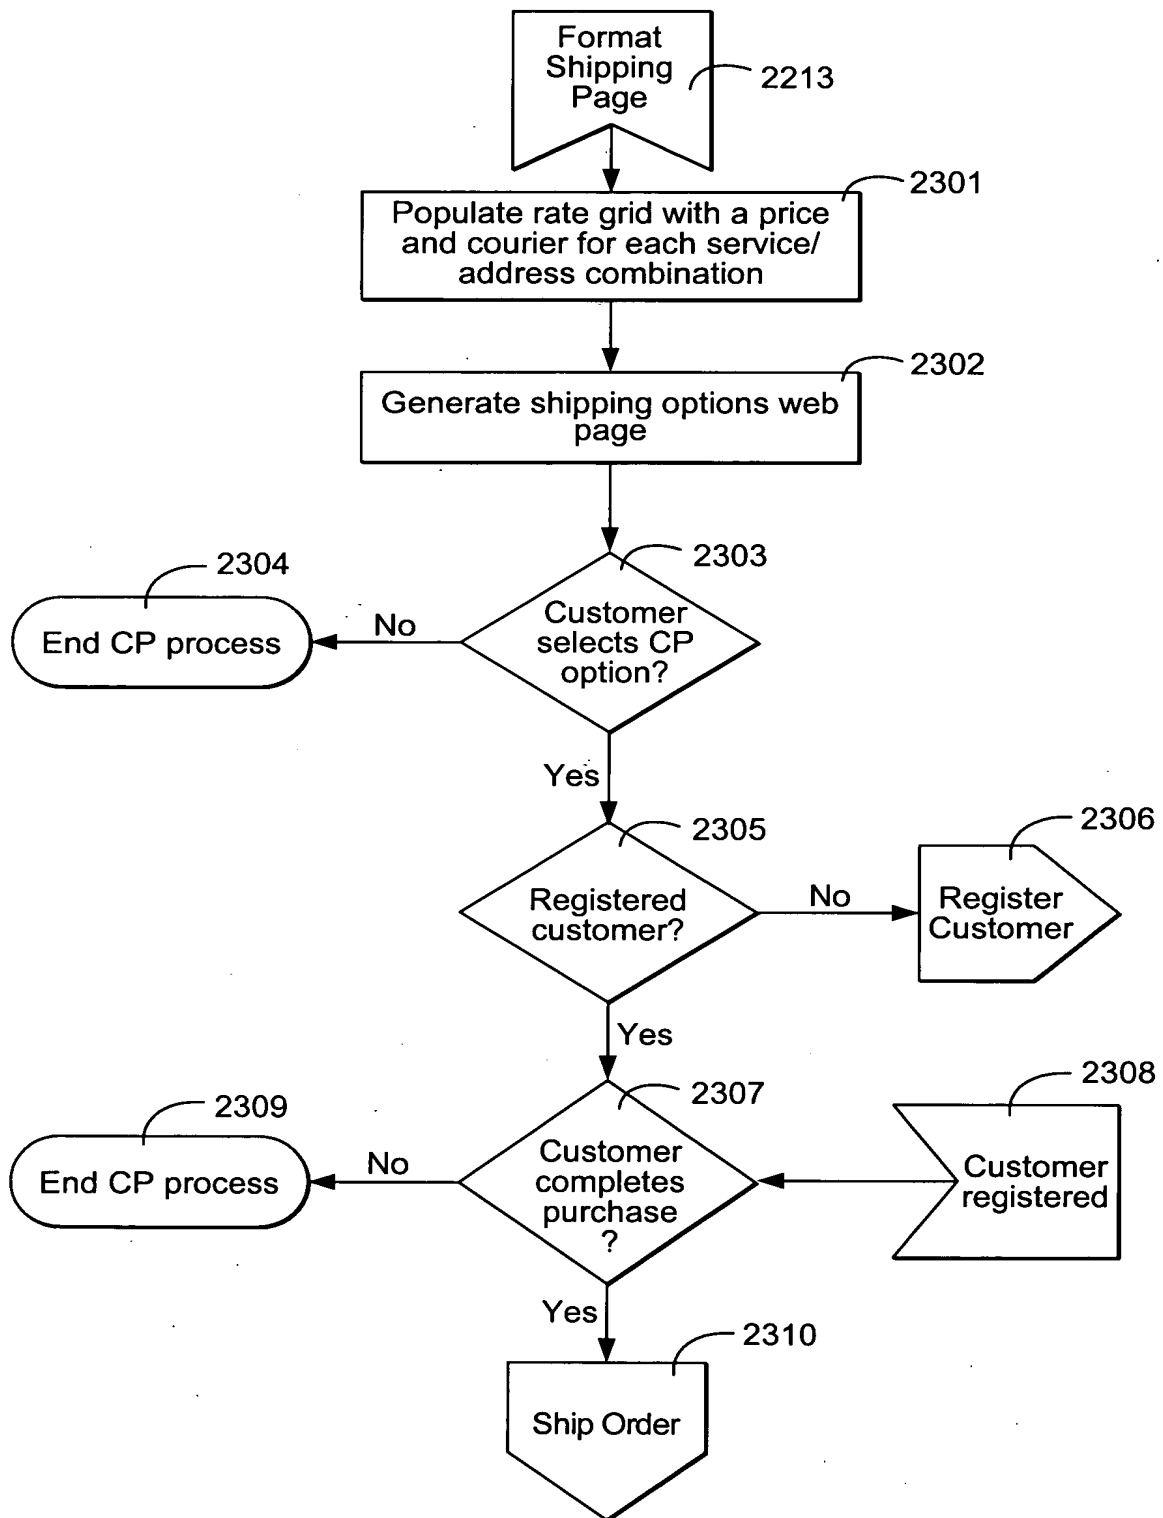 Format
Shipping
Page
2213
2301
Populate rate grid with a price
and courier for each service/
address combination
2302
Generate shipping options web
page
2303
Customer
selects CP
option?
2304
End CP process
No
Yes
2305
Registered
customer?
No
2306
Register
Customer
Yes
2307
Customer
completes
purchase
?
2308
Customer
registered
2309
End CP process
No
Yes
2310
Ship Order